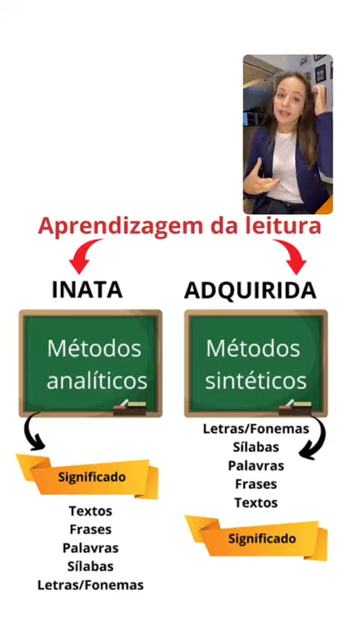 Aprendizagem da leitura
INATA
Métodos
analíticos
Significado
Textos
Frases
Palavras
Sílabas
Letras/Fonemas
ADQUIRIDA
Métodos
sintéticos
Letras/Fonemas
Sílabas
Palavras
Frases
Textos
Significado